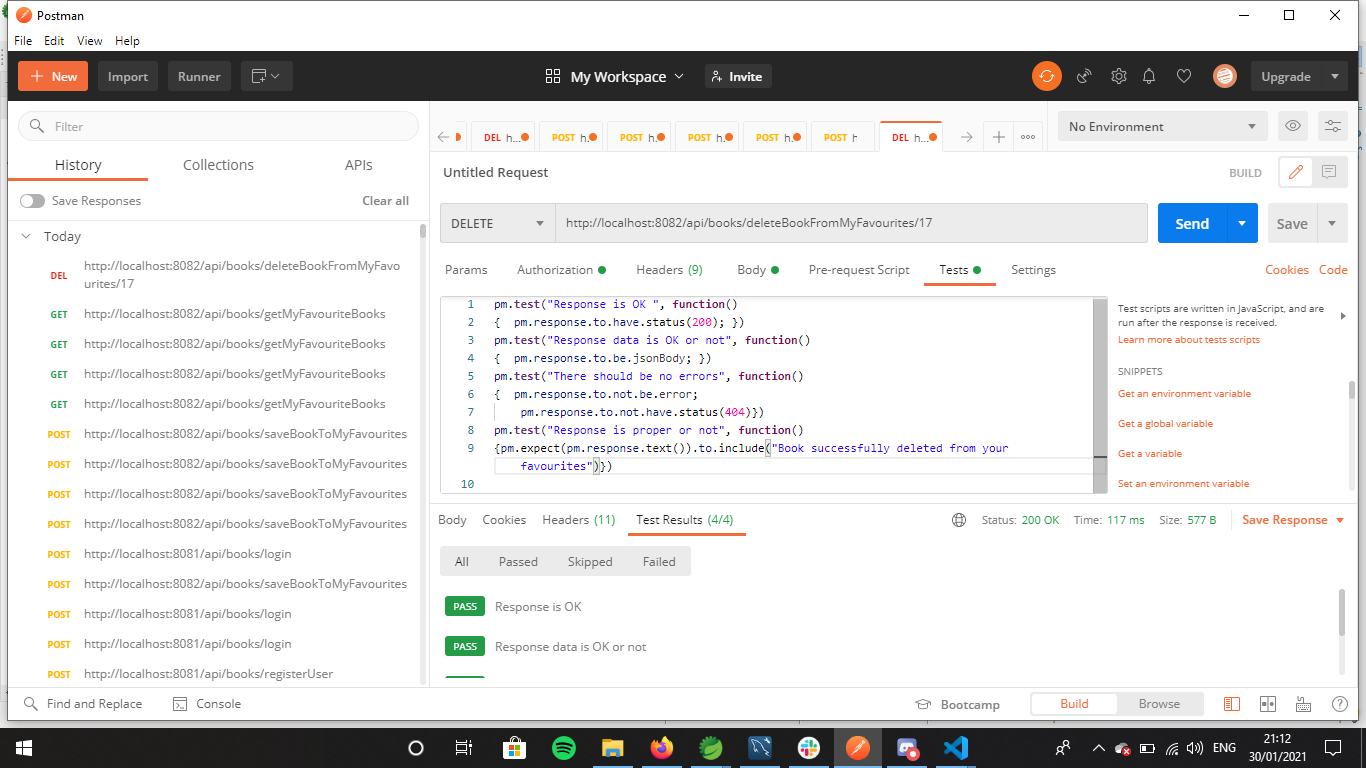 Postman
File Edit View Help
New Import Runner My Workspace Invite Upgrade
Filter
History Collections APIs
Save Responses Clear all
Today
DEL http://localhost:8082/api/books/deleteBookFromMyFavo
urites/17
GET http://localhost:8082/api/books/getMyFavouriteBooks
GET http://localhost:8082/api/books/getMyFavouriteBooks
GET http://localhost:8082/api/books/getMyFavouriteBooks
GET http://localhost:8082/api/books/getMyFavouriteBooks
POST http://localhost:8082/api/books/saveBookToMyFavourites
POST http://localhost:8082/api/books/saveBookToMyFavourites
POST http://localhost:8082/api/books/saveBookToMyFavourites
POST http://localhost:8082/api/books/saveBookToMyFavourites
POST http://localhost:8081/api/books/login
POST http://localhost:8082/api/books/saveBookToMyFavourites
POST http://localhost:8081/api/books/login
POST http://localhost:8081/api/books/login
POST http://localhost:8081/api/books/registerUser
DEL h... POST h. POST h. POST h. POST h. POST h DEL h...
No Environment
Untitled Request BUILD
DELETE http://localhost:8082/api/books/deleteBookFromMyFavourites/17 Send Save
Params Authorization Headers (9) Body Pre-request Script Tests Settings Cookies Code
1 pm.test("Response is OK ", function()
2 {  pm.response.to.have.status(200); })
3 pm.test("Response data is OK or not", function()
4 {  pm.response.to.be.jsonBody; })
5 pm.test("There should be no errors", function()
6 {  pm.response.to.not.be.error;
7     pm.response.to.not.have.status(404)})
8 pm.test("Response is proper or not", function()
9 {pm.expect(pm.response.text()).to.include("Book successfully deleted from your
favourites")})
10
Test scripts are written in JavaScript, and are
run after the response is received.
Learn more about tests scripts
SNIPPETS
Get an environment variable
Get a global variable
Get a variable
Set an environment variable
Body Cookies Headers (11) Test Results (4/4) Status: 200 OK Time: 117 ms Size: 577 B Save Response
All Passed Skipped Failed
PASS Response is OK
PASS Response data is OK or not
Find and Replace Console Bootcamp Build Browse
ENG 21:12
30/01/2021